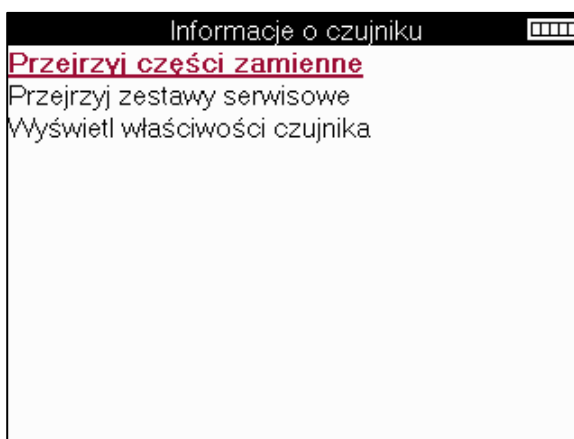 Informacje o czujniku
Przejrzyj części zamienne
Przejrzyj zestawy serwisowe
Wyświetl właściwości czujnika